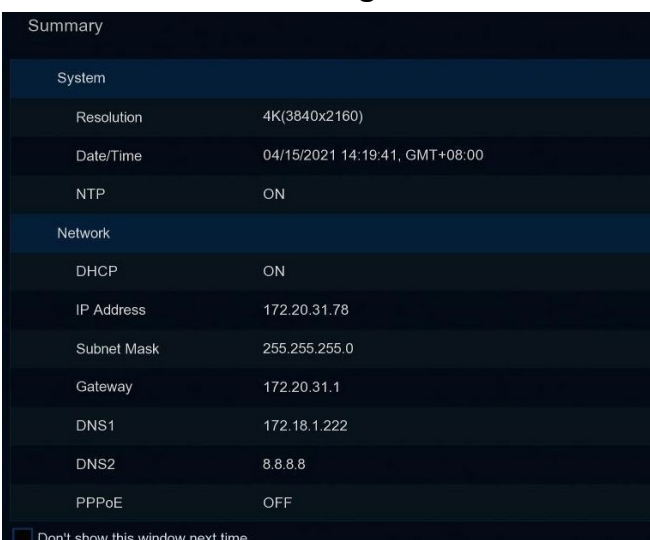 Summary
System
Resolution 4K(3840x2160)
Date/Time 04/15/2021 14:19:41, GMT+08:00
NTP ON
Network
DHCP ON
IP Address 172.20.31.78
Subnet Mask 255.255.255.0
Gateway 172.20.31.1
DNS1 172.18.1.222
DNS2 8.8.8.8
PPPoE OFF
Don't show this window next time